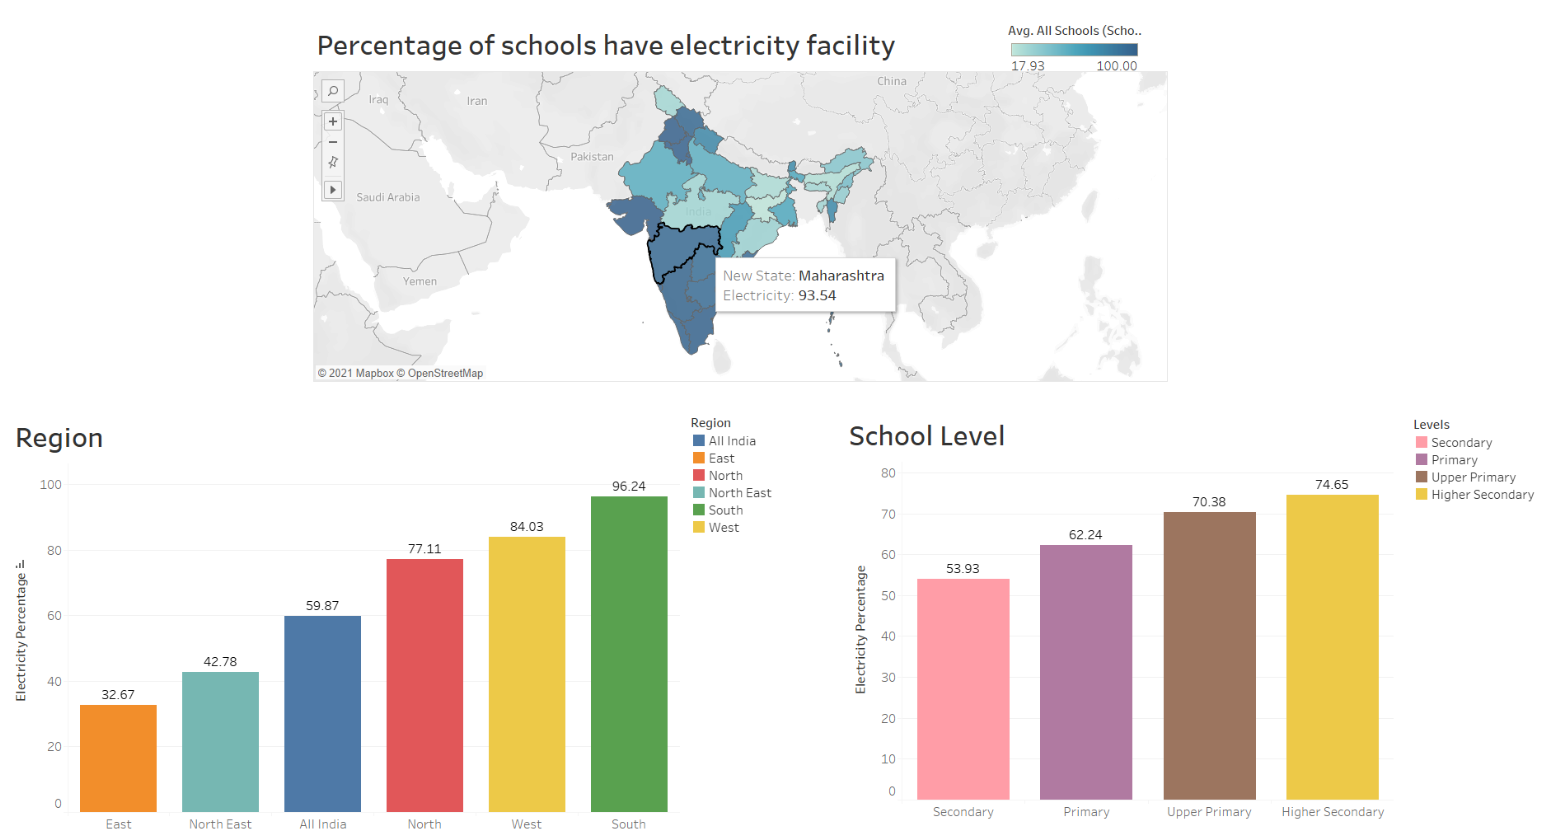 Percentage of schools have electricity facility
Avg. All Schools (Scho..
17.93 100.00
China
Iraq
Iran
Pakistan
Saudi Arabia
India
Yemen
New State: Maharashtra
Electricity: 93.54
© 2021 Mapbox © OpenStreetMap
Region
Electricity Percentage
100
80
60
40
20
0
32.67
42.78
59.87
77.11
84.03
96.24
East
North East
All India
North
West
South
Region
All India
East
North
North East
South
West
School Level
Electricity Percentage
80
70
60
50
40
30
20
10
0
53.93
62.24
70.38
74.65
Secondary
Primary
Upper Primary
Higher Secondary
Levels
Secondary
Primary
Upper Primary
Higher Secondary